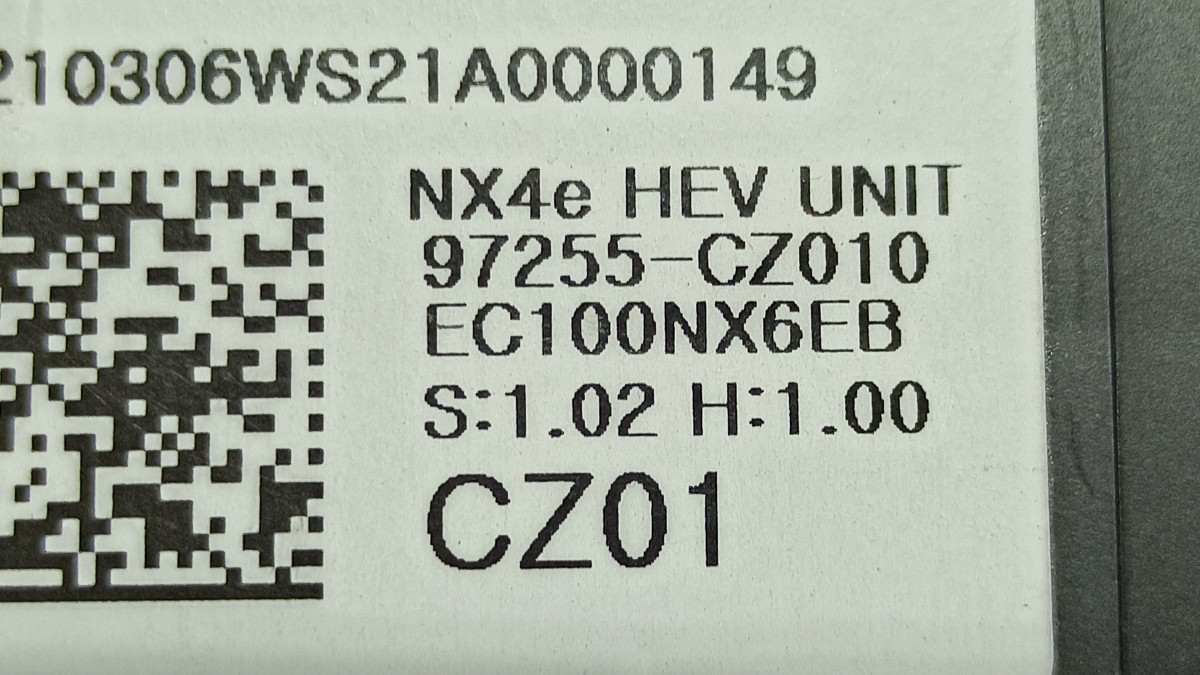 210306WS21A0000149
NX4e HEV UNIT
97255-CZ010
EC100NX6EB
S:1.02 H:1.00
CZ01